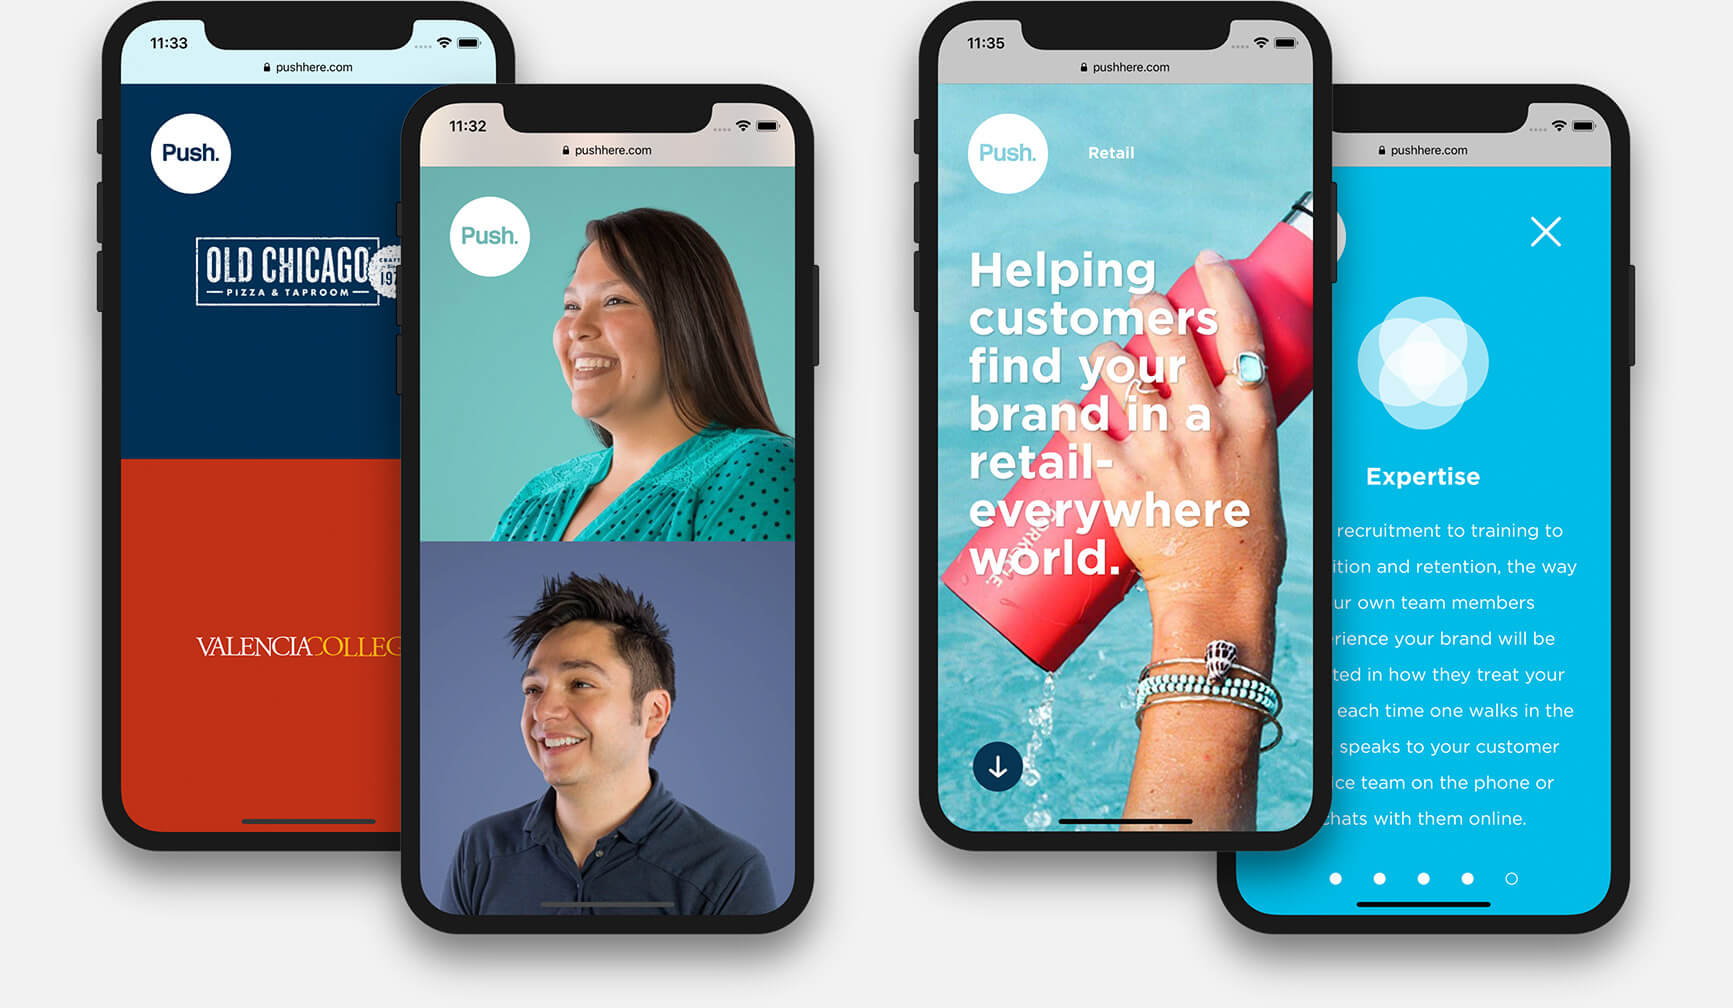 11:33
pushhere.com
Push.
OLD CHICAGO
PIZZA & TAPROOM
VALENCIACOLLEG
11:32
pushhere.com
Push.
11:35
pushhere.com
Push.
Retail
Helping
customers
find your
brand in a
retail-
everywhere
world.
CORKCICLE.
pushhere.com
Expertise
recruitment to training to
ition and retention, the way
ur own team members
rience your brand will be
ted in how they treat your
each time one walks in the
speaks to your customer
ce team on the phone or
chats with them online.